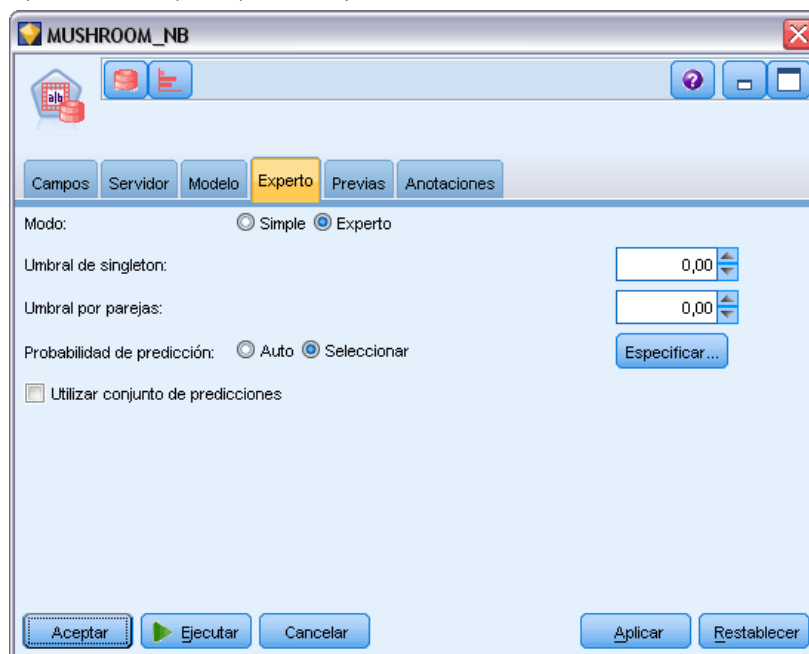 MUSHROOM_NB
a|b
Campos Servidor Modelo Experto Previas Anotaciones
Modo: Simple Experto
Umbral de singleton: 0,00
Umbral por parejas: 0,00
Probabilidad de predicción: Auto Seleccionar Especificar...
Utilizar conjunto de predicciones
Aceptar Ejecutar Cancelar Aplicar Restablecer